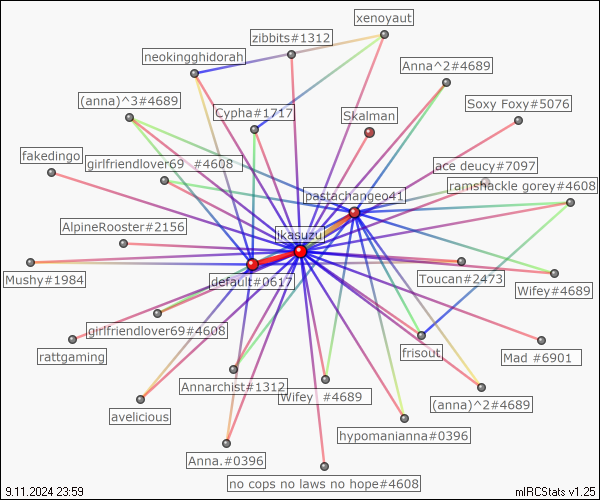 xenoyaut
zibbits#1312
neokingghidorah
Anna^2#4689
(anna)^3#4689
Soxy Foxy#5076
Cypha#1717
Skalman
fakedingo
girlfriendlover69 #4608
ace deucy#7097
ramshackle gorey#4608
pastachangeo41
AlpineRooster#2156
ikasuzu
Mushy#1984
default#0617
Toucan#2473
Wifey#4689
girlfriendlover69#4608
rattgaming
frisout
Mad #6901
Annarchist#1312
Wifey #4689
(anna)^2#4689
avelicious
hypomanianna#0396
Anna.#0396
no cops no laws no hope#4608
9.11.2024 23:59
mIRCStats v1.25